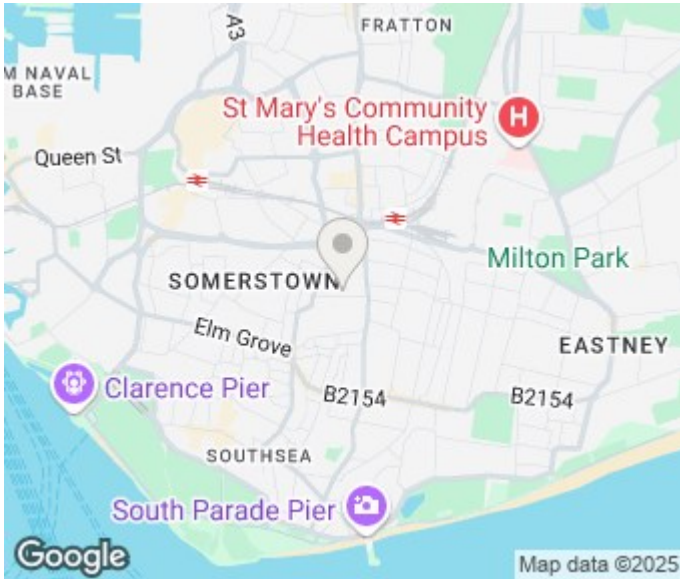 A3
FRATTON
M NAVAL
BASE
St Mary's Community
Health Campus
H
Queen St
Milton Park
SOMERSTOWN
Elm Grove
EASTNEY
Clarence Pier
B2154
B2154
SOUTHSEA
South Parade Pier
Google
Map data ©2025